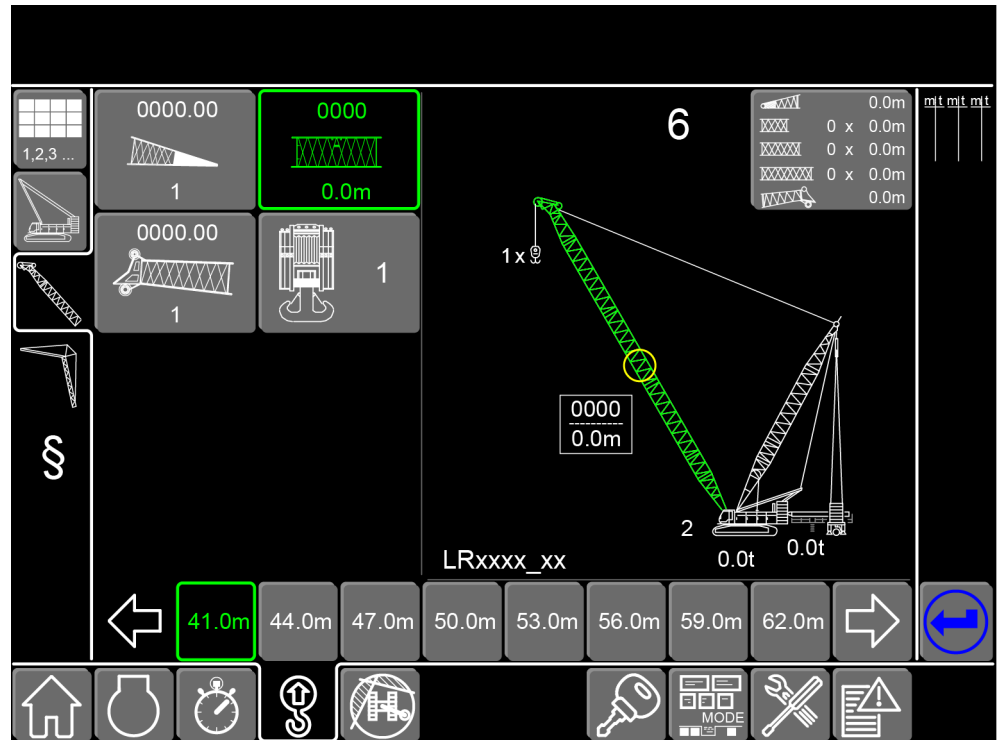 1,2,3 ...
0000.00
1
0000
0.0m
0000.00
1
1
§
6
0.0m
0 x 0.0m
0 x 0.0m
0 x 0.0m
0.0m
m t m t m t
1 x
0000
0.0m
2
0.0t
0.0t
LRxxxx_xx
41.0m 44.0m 47.0m 50.0m 53.0m 56.0m 59.0m 62.0m
MODE